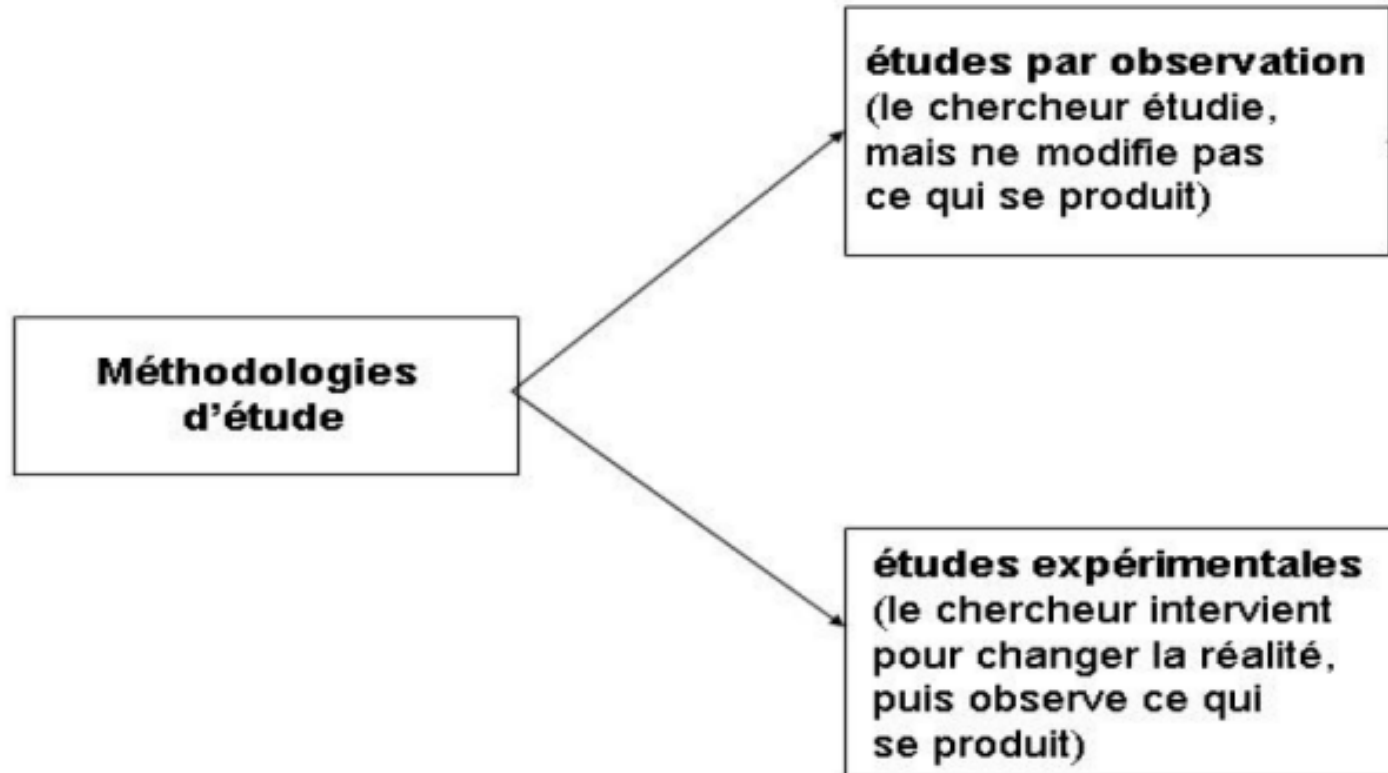 études par observation
(le chercheur étudie,
mais ne modifie pas
ce qui se produit)
Méthodologies
d'étude
études expérimentales
(le chercheur intervient
pour changer la réalité,
puis observe ce qui
se produit)